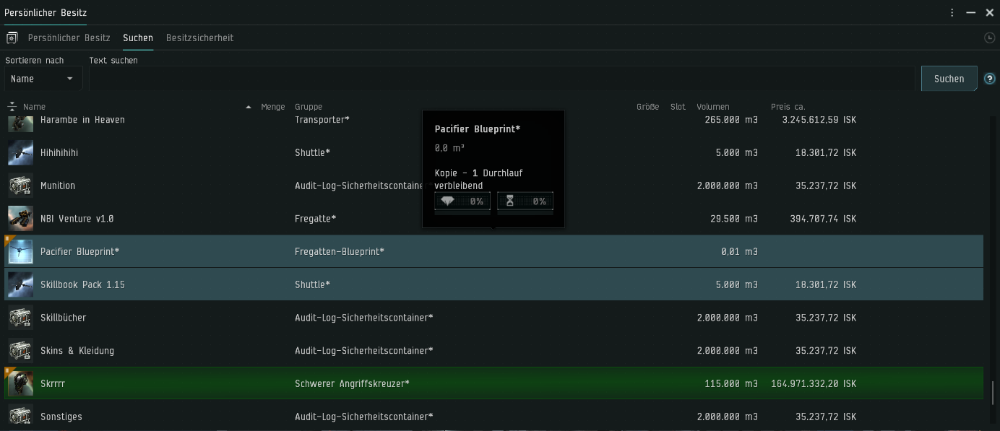 Persönlicher Besitz
Persönlicher Besitz Suchen Besitzsicherheit
Sortieren nach Text suchen
Name Suchen ?
Name Menge Gruppe Größe Slot Volumen Preis ca.
Harambe in Heaven Transporter* 265.000 m3 3.245.612,59 ISK
Hihihihihi Shuttle* 5.000 m3 18.301,72 ISK
Munition Audit-Log-Sicherheitscontainer* 2.000.000 m3 35.237,72 ISK
NBI Venture v1.0 Fregatte* 29.500 m3 394.707,74 ISK
II Pacifier Blueprint* Fregatten-Blueprint* 0,01 m3
Skillbook Pack 1.15 Shuttle* 5.000 m3 18.301,72 ISK
Skillbücher Audit-Log-Sicherheitscontainer* 2.000.000 m3 35.237,72 ISK
Skins & Kleidung Audit-Log-Sicherheitscontainer* 2.000.000 m3 35.237,72 ISK
II Skrrrr Schwerer Angriffskreuzer* 115.000 m3 164.971.332,20 ISK
Sonstiges Audit-Log-Sicherheitscontainer* 2.000.000 m3 35.237,72 ISK
Pacifier Blueprint*
0,0 m³
Kopie - 1 Durchlauf
verbleibend
0% 0%